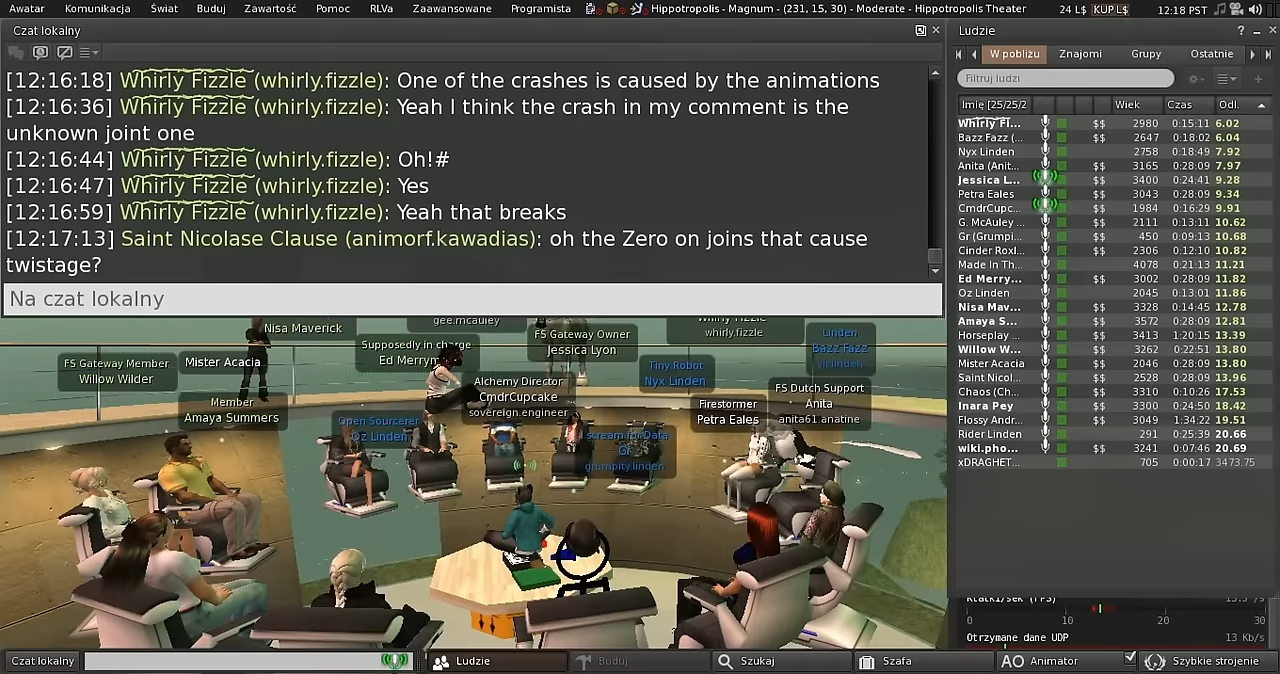 Awatar Komunikacja Świat Buduj Zawartość Pomoc RLVa Zaawansowane Programista Hippotropolis - Magnum - (231, 15, 30) - Moderate - Hippotropolis Theater 24 L$ KUP L$ 12:18 PST
Czat lokalny
[12:16:18] Whirly Fizzle (whirly.fizzle): One of the crashes is caused by the animations
[12:16:36] Whirly Fizzle (whirly.fizzle): Yeah I think the crash in my comment is the
unknown joint one
[12:16:44] Whirly Fizzle (whirly.fizzle): Oh!#
[12:16:47] Whirly Fizzle (whirly.fizzle): Yes
[12:16:59] Whirly Fizzle (whirly.fizzle): Yeah that breaks
[12:17:13] Saint Nicolase Clause (animorf.kawadias): oh the Zero on joins that cause
twistage?
Na czat lokalny
Ludzie
W pobliżu Znajomi Grupy Ostatnie
Filtruj ludzi
Imię [25/25/2 Wiek Czas Odl.
Whirly Fi... $$ 2980 0:15:11 6.02
Bazz Fazz (... $$ 2647 0:18:02 6.04
Nyx Linden 2758 0:18:49 7.92
Anita (Anit... $$ 3165 0:28:09 7.97
Jessica L... $$ 3400 0:24:41 9.28
Petra Eales $$ 3043 0:28:09 9.34
CmdrCupc... $$ 1984 0:16:29 9.91
G. McAuley ... $$ 2111 0:13:11 10.62
Gr (Grumpi... $$ 450 0:09:13 10.68
Cinder Roxl... $$ 2306 0:12:10 10.82
Made In Th... 4078 0:21:13 11.21
Ed Merry... $$ 3002 0:28:09 11.82
Oz Linden 2045 0:13:01 11.86
Nisa Mav... $$ 3328 0:14:45 12.78
Amaya S... $$ 3572 0:28:09 12.81
Horseplay ... $$ 3413 1:20:15 13.39
Willow W... $$ 3262 0:22:51 13.80
Mister Acacia $$ 2046 0:28:09 13.80
Saint Nicol... $$ 2528 0:28:09 13.96
Chaos (Ch... $$ 3310 0:10:26 17.53
Inara Pey $$ 3300 0:24:50 18.42
Flossy Andr... $$ 3049 1:34:22 19.51
Rider Linden 291 0:25:39 20.66
wiki.pho... $$ 3241 0:07:46 20.69
xDRAGHET... 705 0:00:17 3473.75
Klatki/sek (FPS)
0 10 20 30
Otrzymane dane UDP 13 Kb/s
Nisa Maverick
gee.mcauley
Whirly Fizzle
whirly.fizzle
Linden
Bazz Fazz
vir.linden
FS Gateway Member
Willow Wilder
Mister Acacia
Supposedly in charge
Ed Merrym
FS Gateway Owner
Jessica Lyon
Tiny Robot
Nyx Linden
Member
Amaya Summers
Alchemy Director
CmdrCupcake
sovereign.engineer
Firestormer
Petra Eales
FS Dutch Support
Anita
anita61.anatine
Open Sourcerer
Oz Linden
I scream for Data
Gr
grumpity.linden
Czat lokalny Ludzie Buduj Szukaj Szafa AO Animator Szybkie strojenie